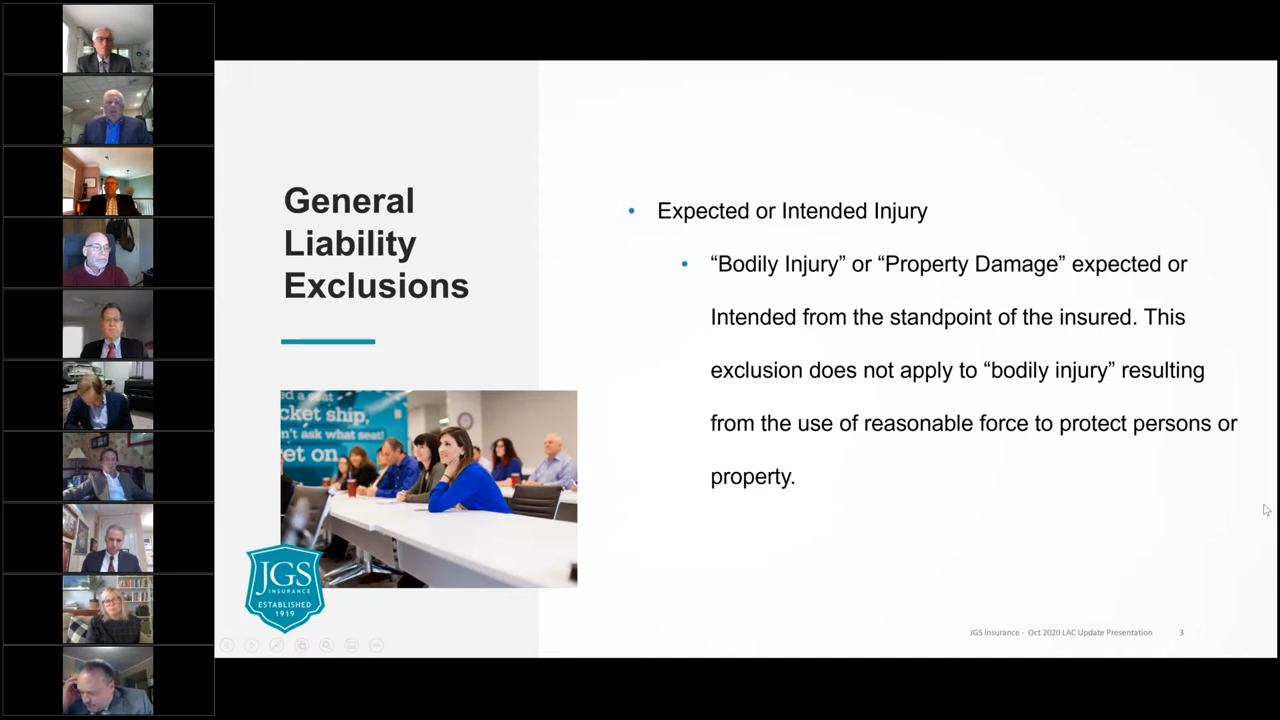 General
Liability
Exclusions
• Expected or Intended Injury
• “Bodily Injury” or “Property Damage” expected or
Intended from the standpoint of the insured. This
exclusion does not apply to “bodily injury” resulting
from the use of reasonable force to protect persons or
property.
ed a seat
cket ship,
n't ask what seat!
et on
JGS
INSURANCE
ESTABLISHED
1919
JGS Insurance - Oct 2020 LAC Update Presentation 3